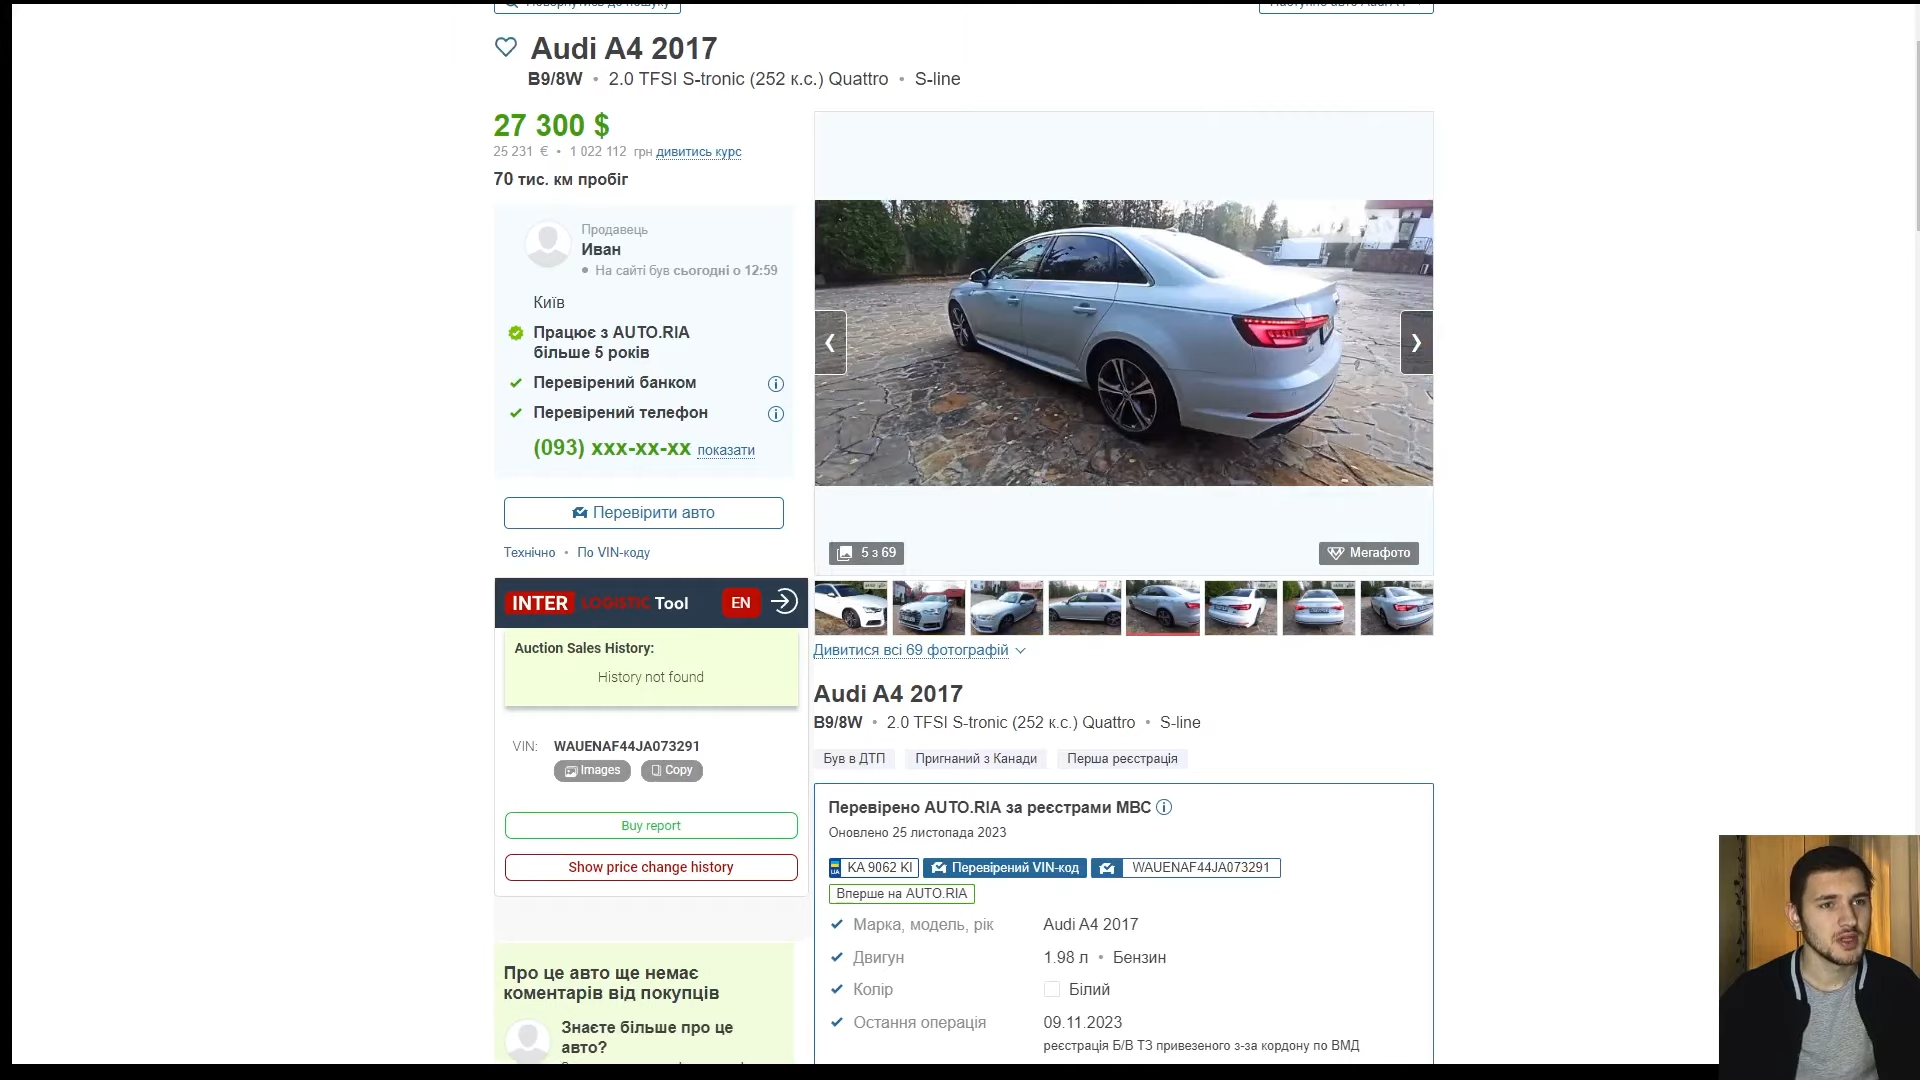 Повернутись до пошуку
Наступне авто Audi A4
Audi A4 2017
B9/8W • 2.0 TFSI S-tronic (252 к.с.) Quattro • S-line
27 300 $
25 231 € • 1 022 112 грн дивитись курс
70 тис. км пробіг
Продавець
Иван
На сайті був сьогодні о 12:59
Київ
Працює з AUTO.RIA
більше 5 років
Перевірений банком
Перевірений телефон
(093) xxx-xx-xx показати
Перевірити авто
Технічно • По VIN-коду
5 з 69
Мегафото
INTER LOGISTIC Tool EN
Auction Sales History:
History not found
VIN: WAUENAF44JA073291
Images Copy
Buy report
Show price change history
Про це авто ще немає
коментарів від покупців
Знаєте більше про це
авто?
Дивитися всі 69 фотографій
Audi A4 2017
B9/8W • 2.0 TFSI S-tronic (252 к.с.) Quattro • S-line
Був в ДТП Пригнаний з Канади Перша реєстрація
Перевірено AUTO.RIA за реєстрами МВС
Оновлено 25 листопада 2023
UA KA 9062 KI Перевірений VIN-код WAUENAF44JA073291
Вперше на AUTO.RIA
Марка, модель, рік Audi A4 2017
Двигун 1.98 л • Бензин
Колір Білий
Остання операція 09.11.2023
реєстрація Б/В ТЗ привезеного з-за кордону по ВМД